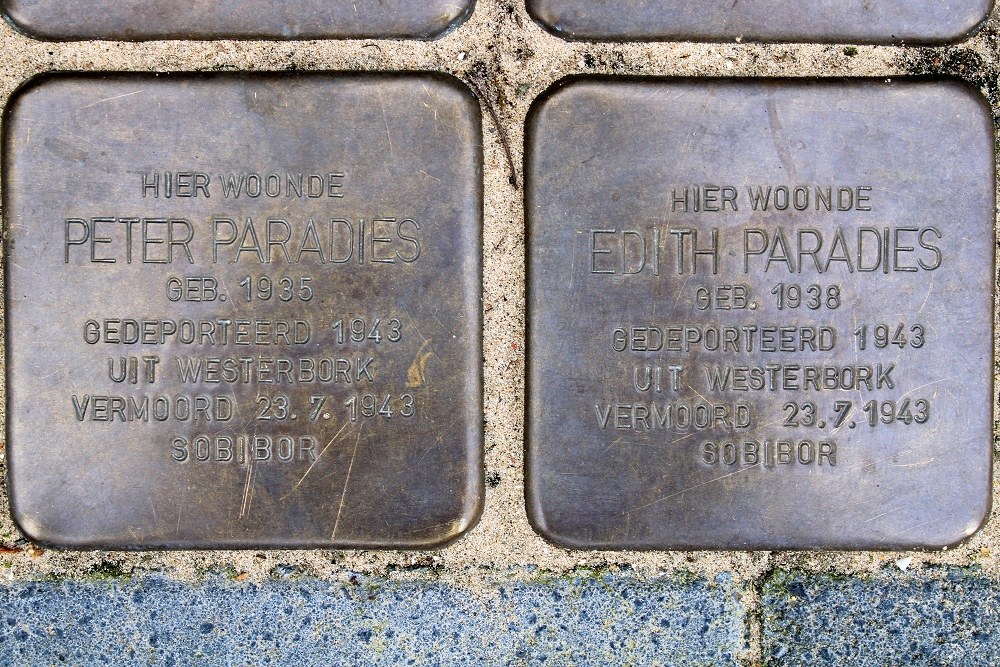 HIER WOONDE
PETER PARADIES
GEB. 1935
GEDEPORTEERD 1943
UIT WESTERBORK
VERMOORD 23.7.1943
SOBIBOR
HIER WOONDE
EDITH PARADIES
GEB. 1938
GEDEPORTEERD 1943
UIT WESTERBORK
VERMOORD 23.7.1943
SOBIBOR